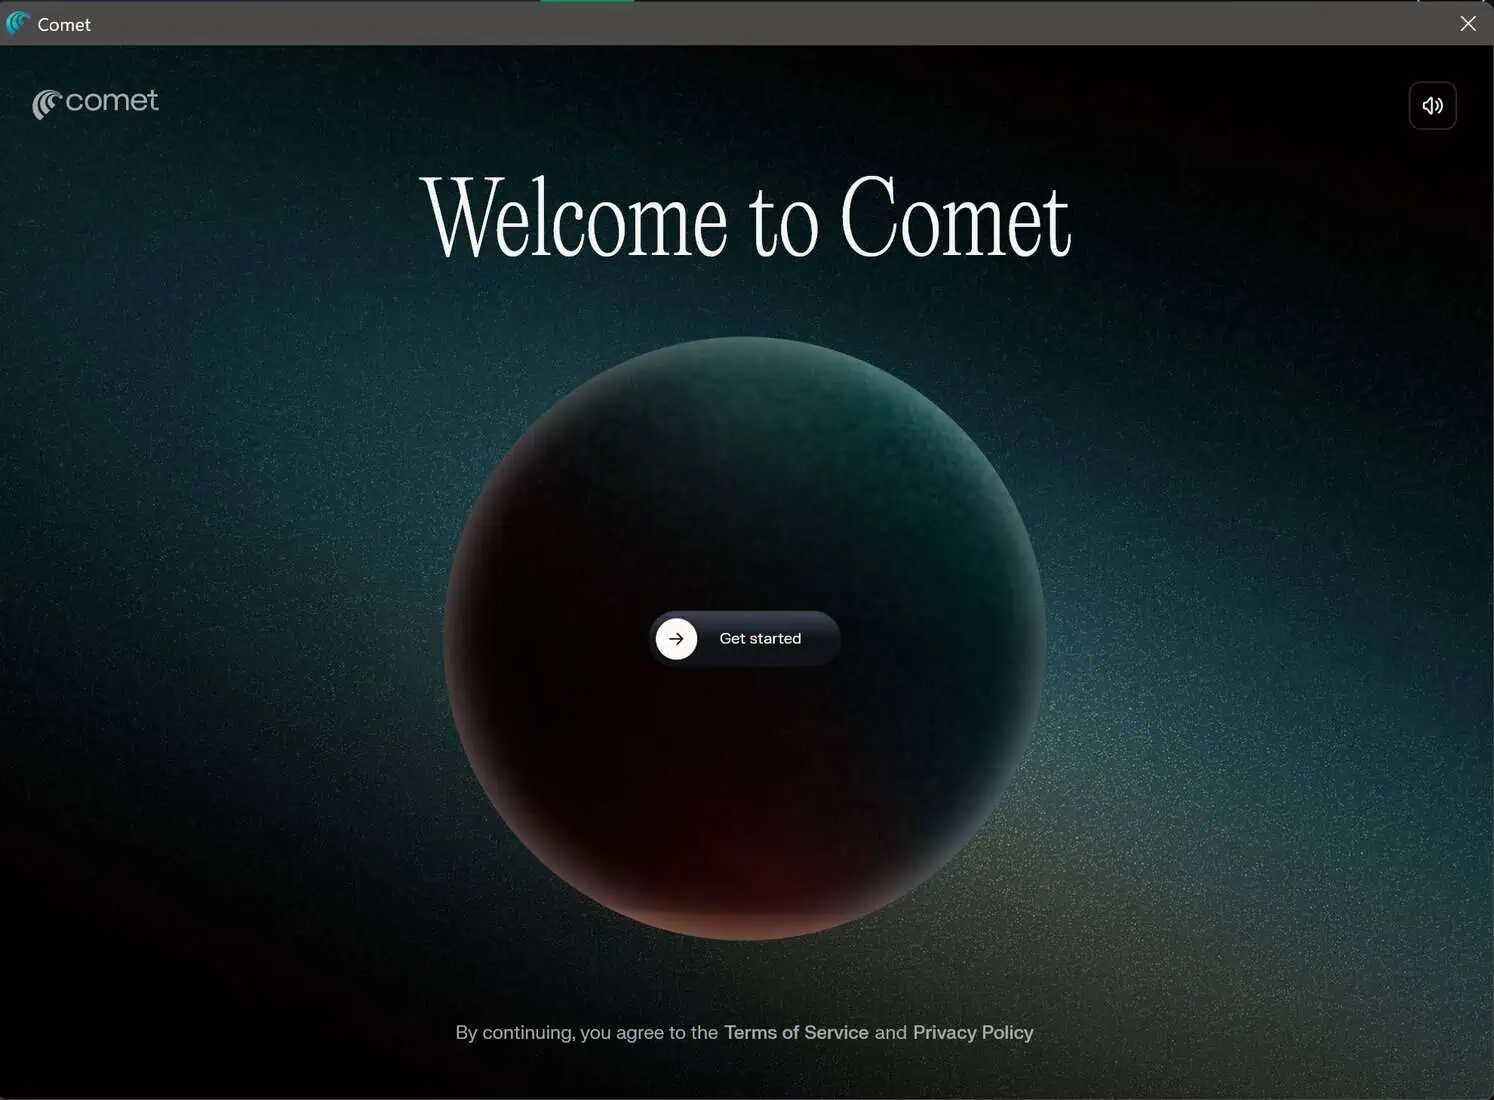 Comet
comet
Welcome to Comet
Get started
By continuing, you agree to the Terms of Service and Privacy Policy